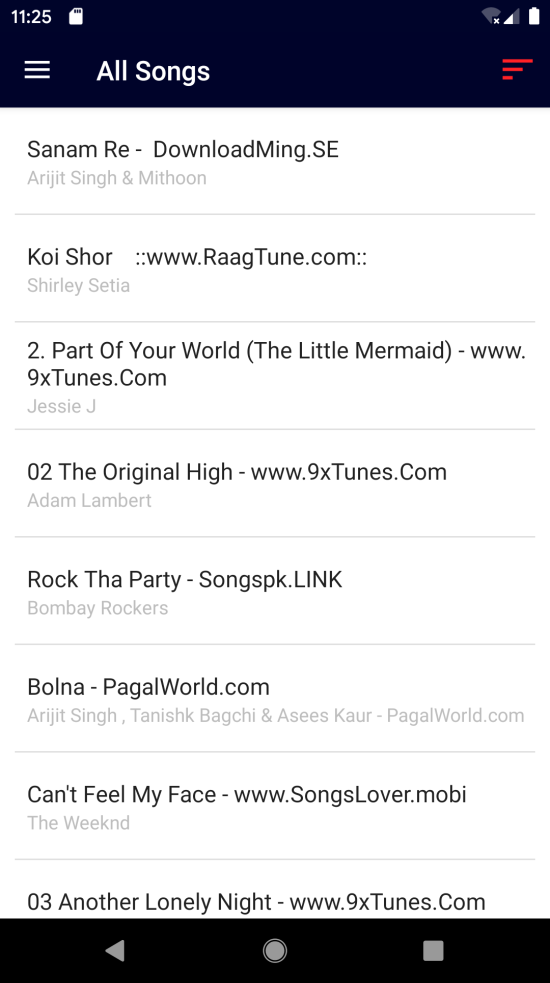 11:25
All Songs
Sanam Re -  DownloadMing.SE
Arijit Singh & Mithoon
Koi Shor    ::www.RaagTune.com::
Shirley Setia
2. Part Of Your World (The Little Mermaid) - www.
9xTunes.Com
Jessie J
02 The Original High - www.9xTunes.Com
Adam Lambert
Rock Tha Party - Songspk.LINK
Bombay Rockers
Bolna - PagalWorld.com
Arijit Singh , Tanishk Bagchi & Asees Kaur - PagalWorld.com
Can't Feel My Face - www.SongsLover.mobi
The Weeknd
03 Another Lonely Night - www.9xTunes.Com